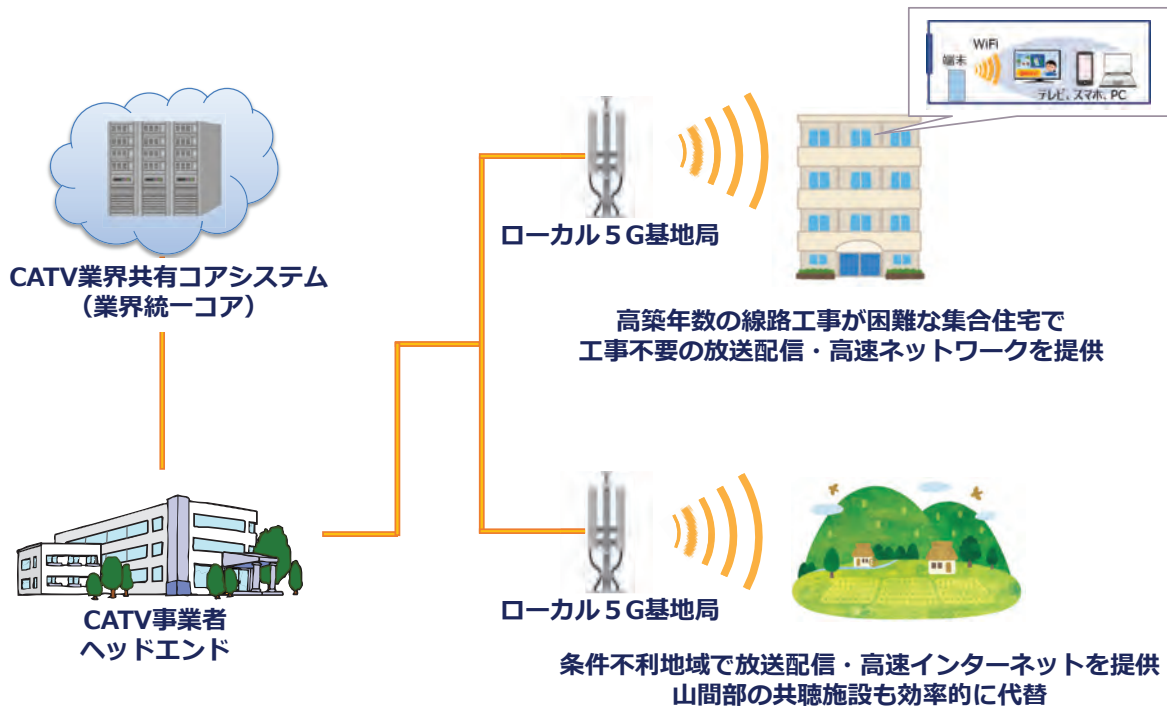 WiFi
端末
テレビ、スマホ、PC
ローカル５G基地局
CATV業界共有コアシステム
（業界統一コア）
高築年数の線路工事が困難な集合住宅で
工事不要の放送配信・高速ネットワークを提供
CATV事業者
ヘッドエンド
ローカル５G基地局
条件不利地域で放送配信・高速インターネットを提供
山間部の共聴施設も効率的に代替